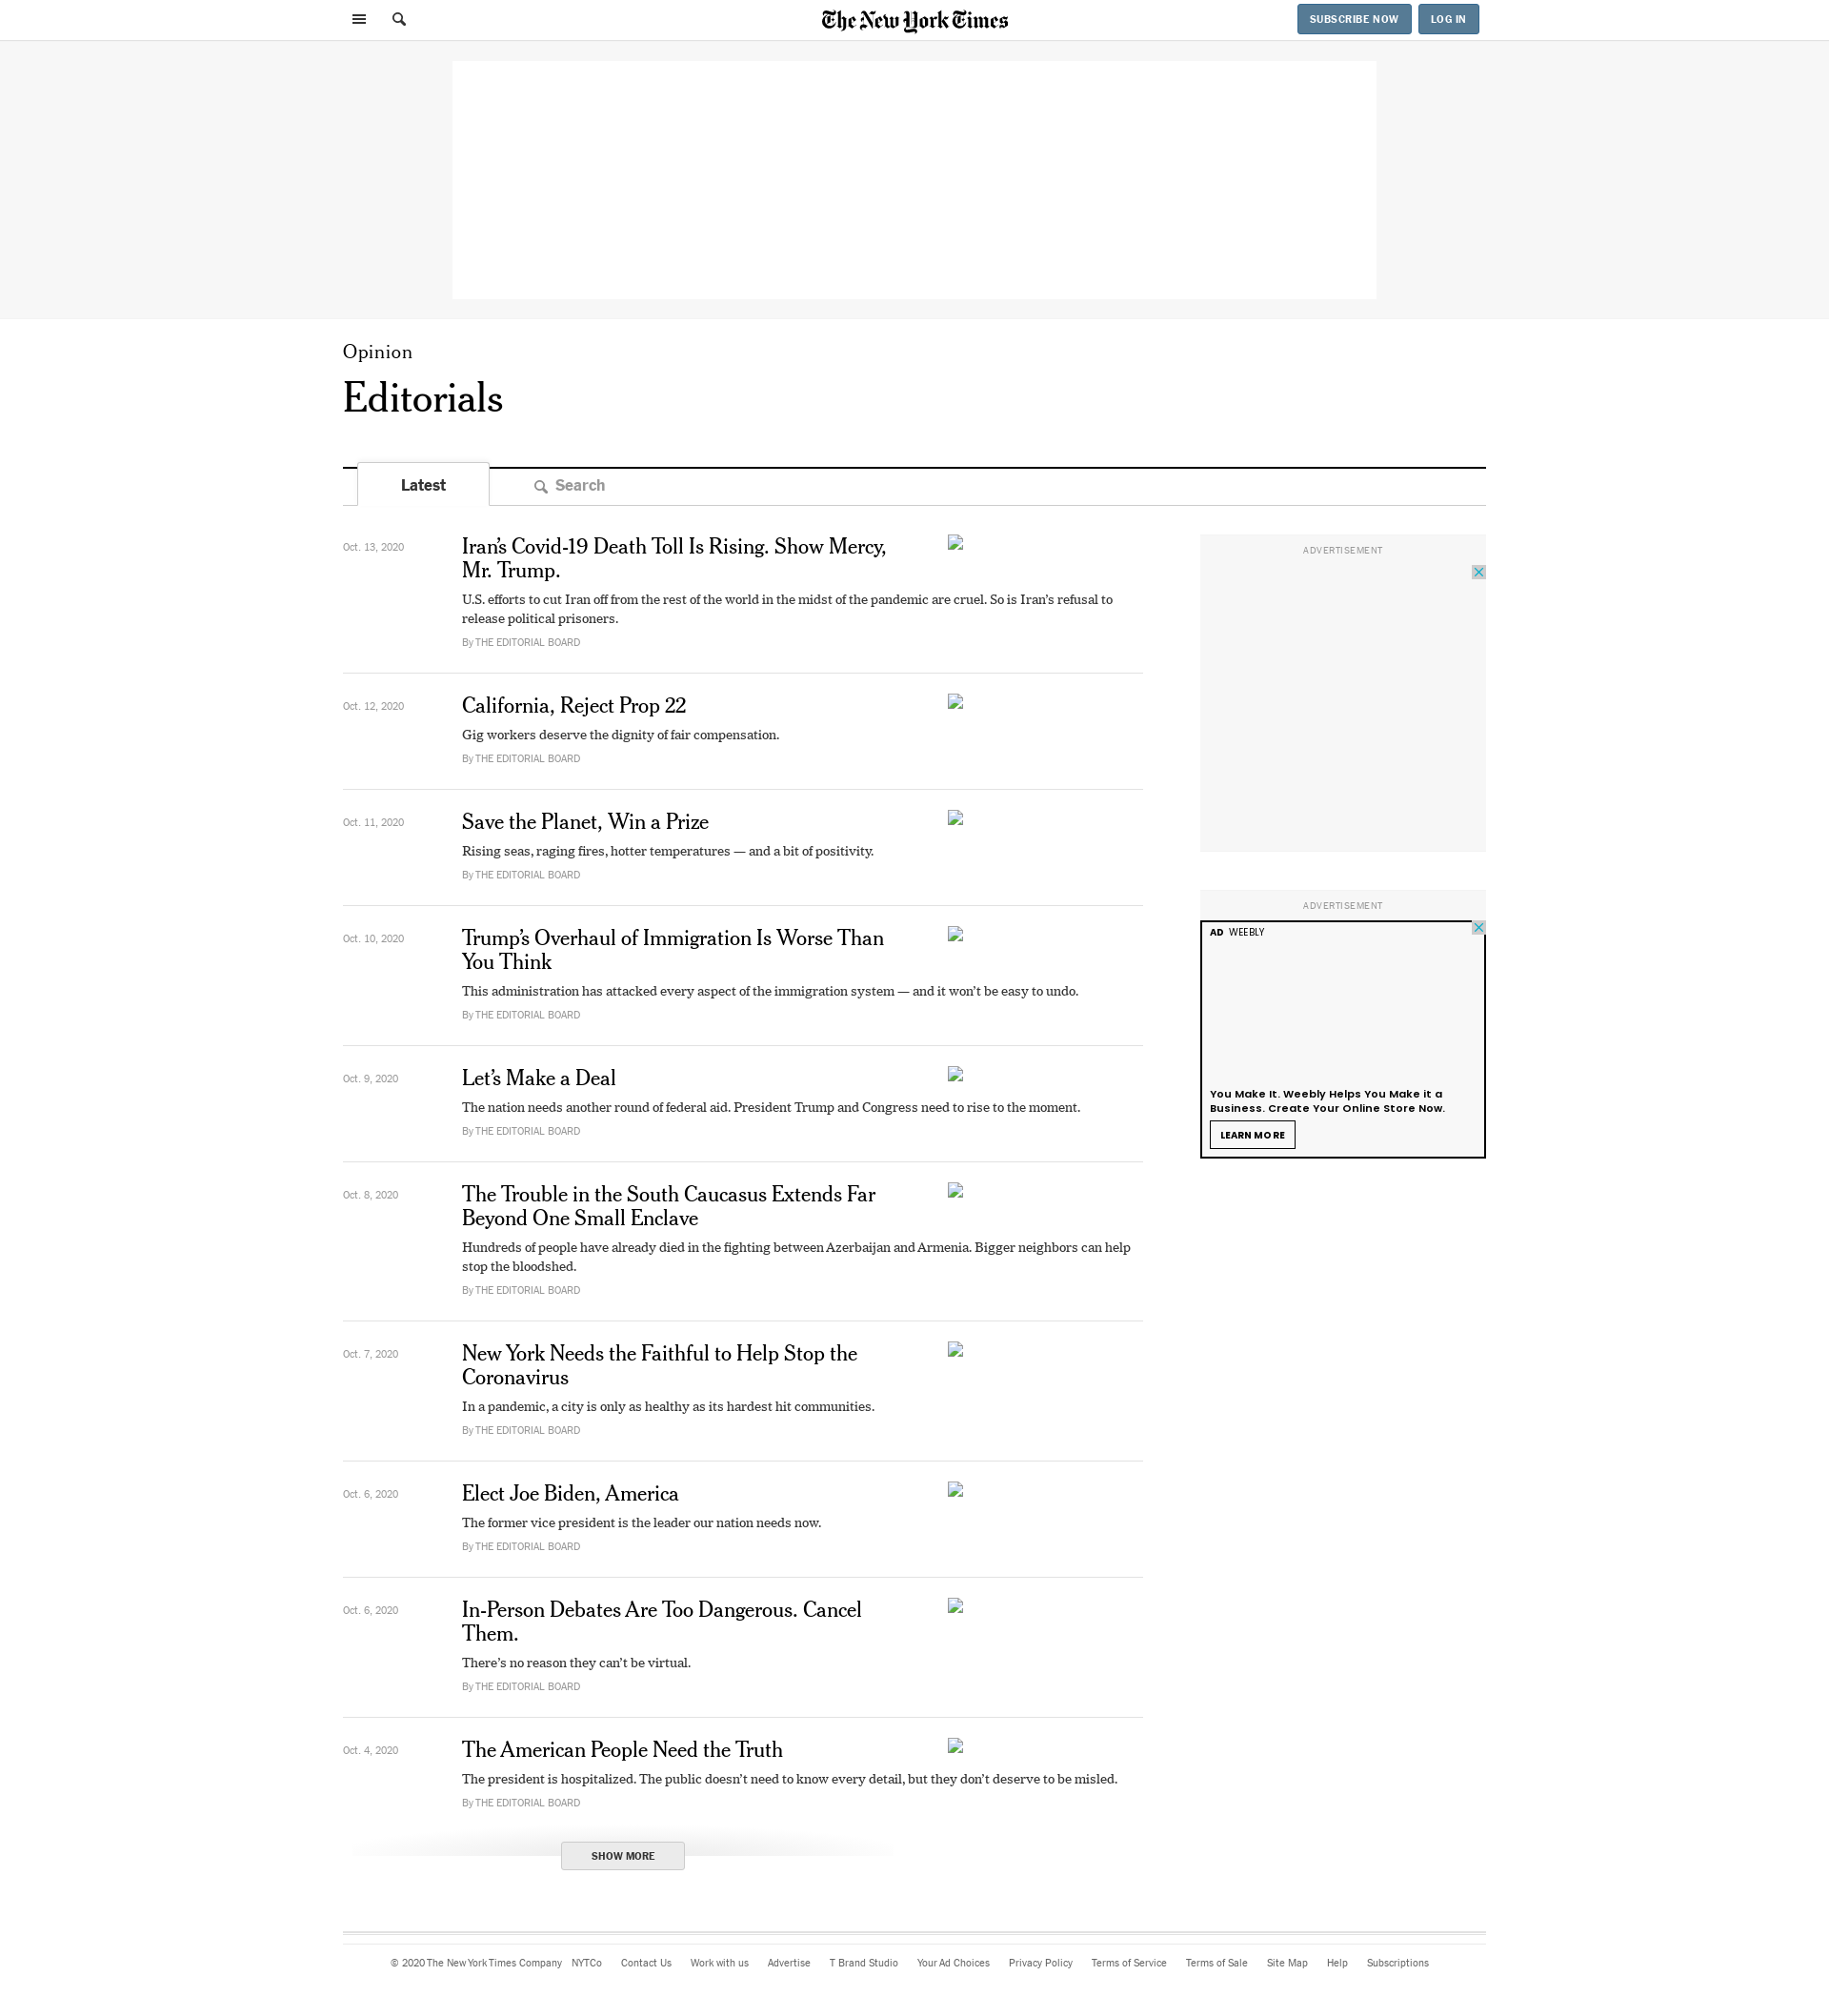 The New York Times
SUBSCRIBE NOW
LOG IN
Opinion
Editorials
Latest
Search
Oct. 13, 2020
Iran’s Covid-19 Death Toll Is Rising. Show Mercy,
Mr. Trump.
U.S. efforts to cut Iran off from the rest of the world in the midst of the pandemic are cruel. So is Iran’s refusal to
release political prisoners.
By THE EDITORIAL BOARD
Oct. 12, 2020
California, Reject Prop 22
Gig workers deserve the dignity of fair compensation.
By THE EDITORIAL BOARD
Oct. 11, 2020
Save the Planet, Win a Prize
Rising seas, raging fires, hotter temperatures — and a bit of positivity.
By THE EDITORIAL BOARD
Oct. 10, 2020
Trump’s Overhaul of Immigration Is Worse Than
You Think
This administration has attacked every aspect of the immigration system — and it won’t be easy to undo.
By THE EDITORIAL BOARD
Oct. 9, 2020
Let’s Make a Deal
The nation needs another round of federal aid. President Trump and Congress need to rise to the moment.
By THE EDITORIAL BOARD
Oct. 8, 2020
The Trouble in the South Caucasus Extends Far
Beyond One Small Enclave
Hundreds of people have already died in the fighting between Azerbaijan and Armenia. Bigger neighbors can help
stop the bloodshed.
By THE EDITORIAL BOARD
Oct. 7, 2020
New York Needs the Faithful to Help Stop the
Coronavirus
In a pandemic, a city is only as healthy as its hardest hit communities.
By THE EDITORIAL BOARD
Oct. 6, 2020
Elect Joe Biden, America
The former vice president is the leader our nation needs now.
By THE EDITORIAL BOARD
Oct. 6, 2020
In-Person Debates Are Too Dangerous. Cancel
Them.
There’s no reason they can’t be virtual.
By THE EDITORIAL BOARD
Oct. 4, 2020
The American People Need the Truth
The president is hospitalized. The public doesn’t need to know every detail, but they don’t deserve to be misled.
By THE EDITORIAL BOARD
SHOW MORE
ADVERTISEMENT
ADVERTISEMENT
AD WEEBLY
You Make It. Weebly Helps You Make it a
Business. Create Your Online Store Now.
LEARN MORE
© 2020 The New York Times Company NYTCo Contact Us Work with us Advertise T Brand Studio Your Ad Choices Privacy Policy Terms of Service Terms of Sale Site Map Help Subscriptions